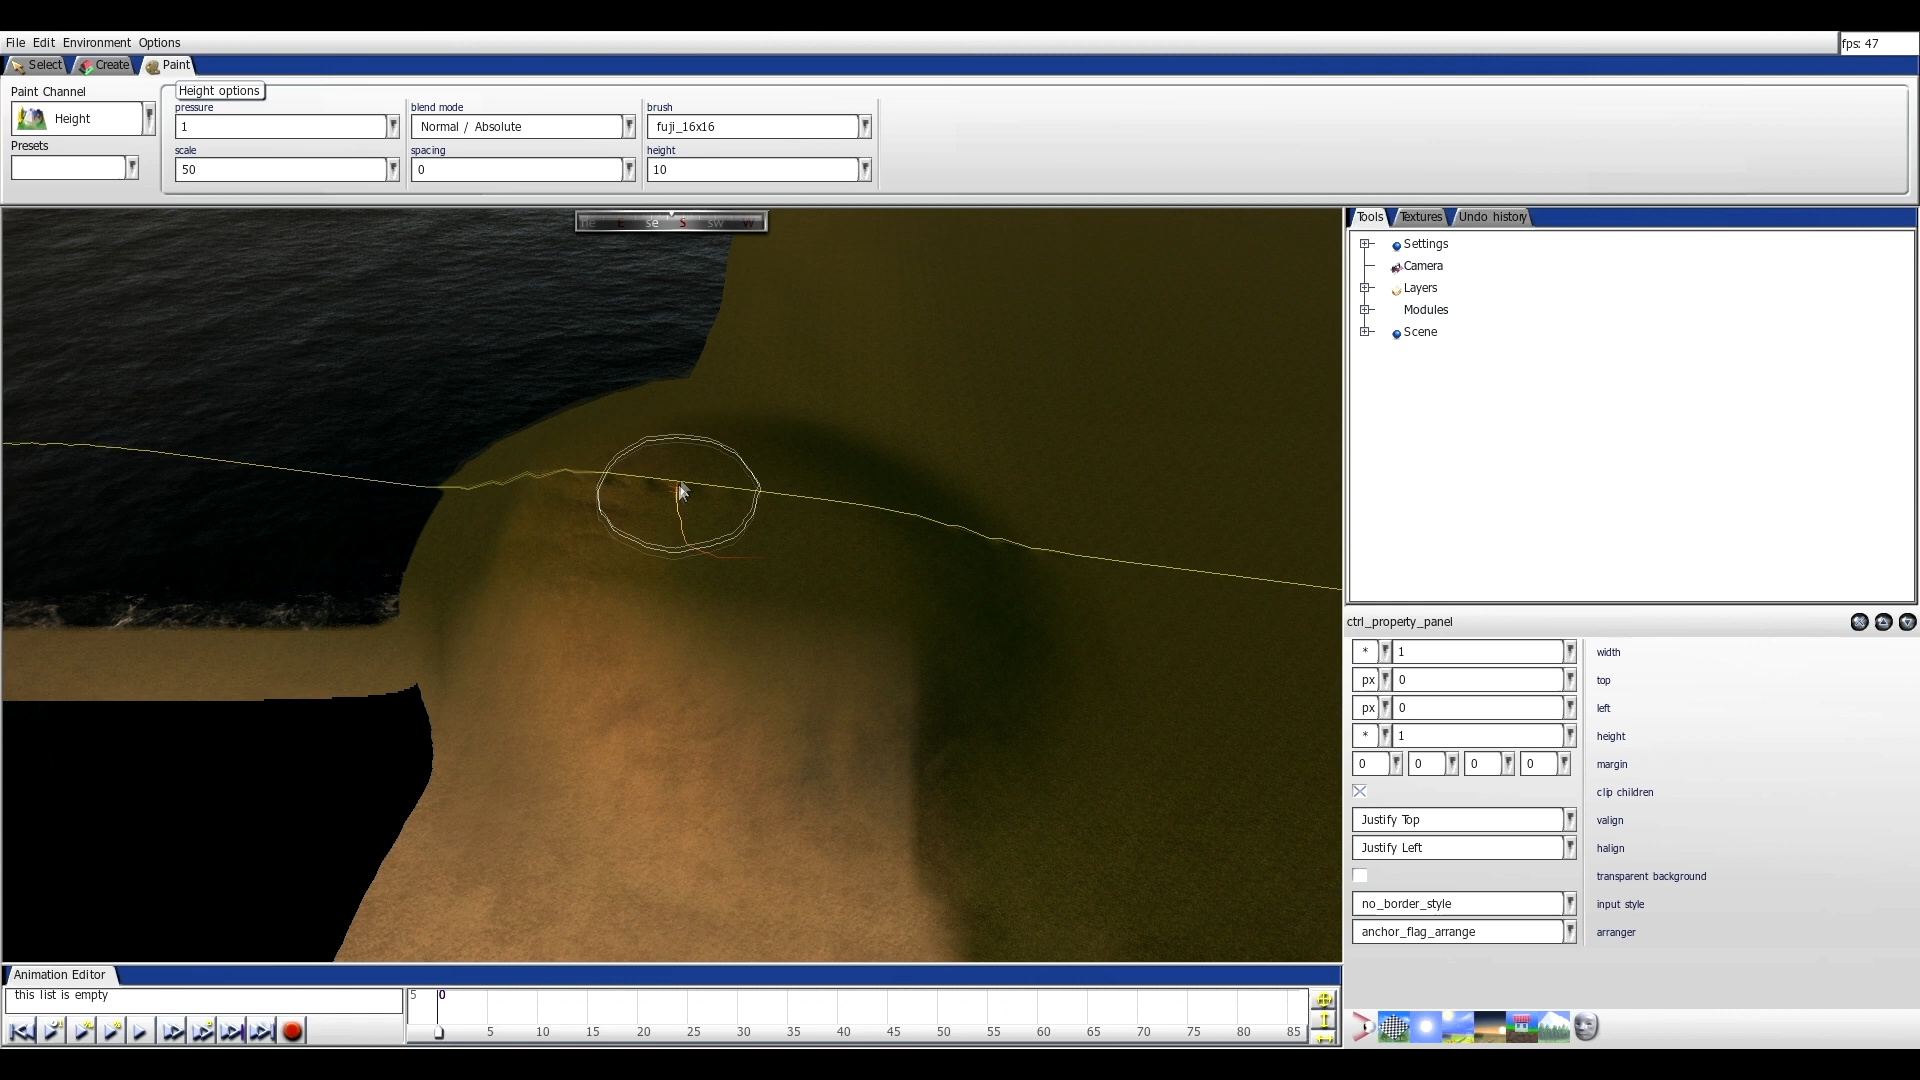 File Edit Environment Options
fps: 47
Select Create Paint
Paint Channel
Height
Presets
Height options
pressure
1
scale
50
blend mode
Normal / Absolute
spacing
0
brush
fuji_16x16
height
10
ne E se S sw W
Tools Textures Undo history
Settings
Camera
Layers
Modules
Scene
ctrl_property_panel
* 1 width
px 0 top
px 0 left
* 1 height
0 0 0 0 margin
clip children
Justify Top valign
Justify Left halign
transparent background
no_border_style input style
anchor_flag_arrange arranger
Animation Editor
this list is empty
5 0
5 10 15 20 25 30 35 40 45 50 55 60 65 70 75 80 85